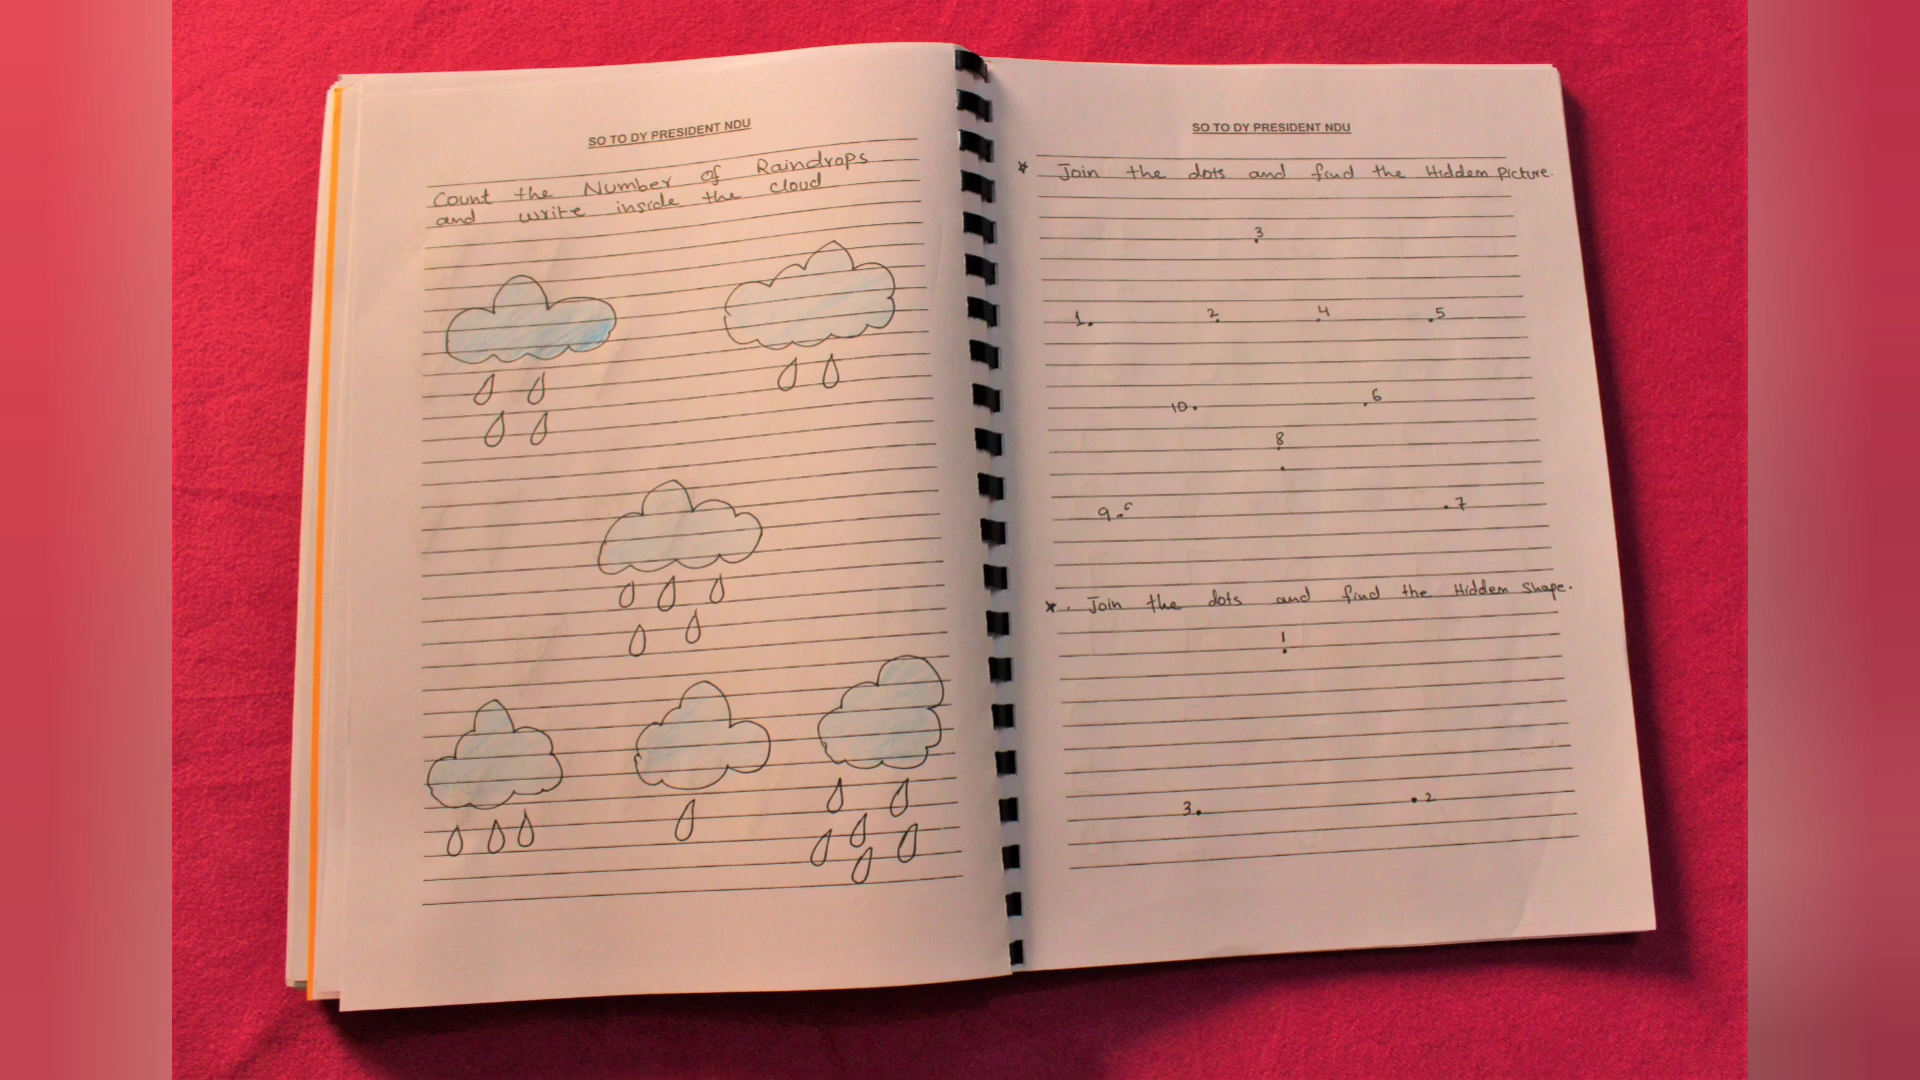 SO TO DY PRESIDENT NDU
Count the Number of Raindrops
and write inside the cloud
SO TO DY PRESIDENT NDU
* Join the dots and find the Hidden Picture.
3
1. 2. 4 .5
10. .6
8
9. .7
*. Join the dots and find the Hidden Shape.
1
3. .2